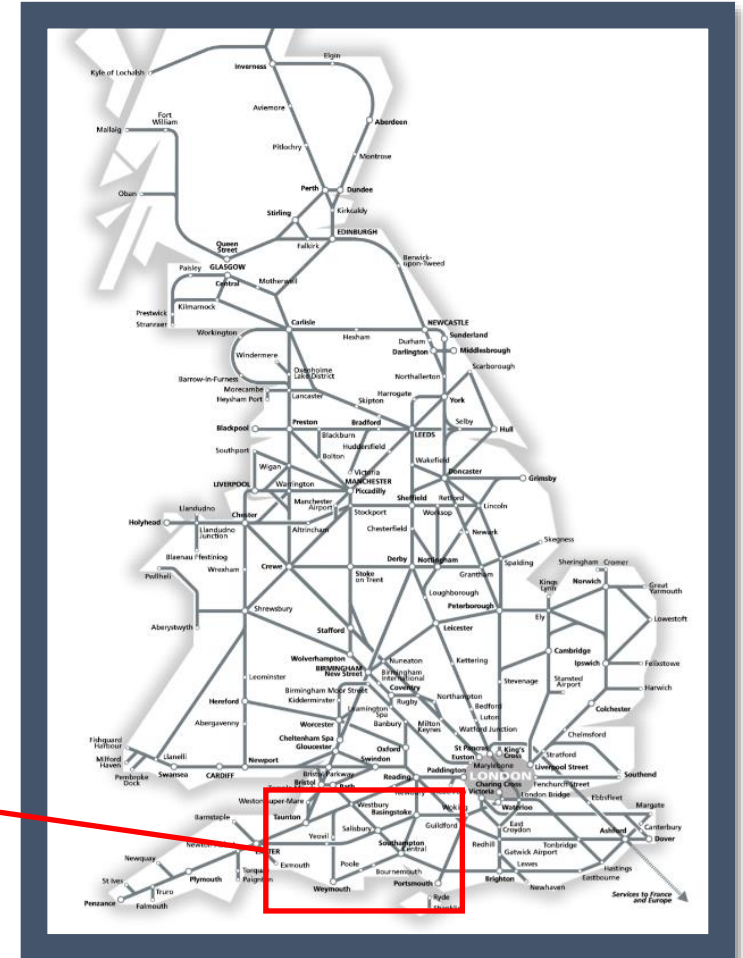 Elgin
Inverness
Kyle of Lochalsh
Aviemore
Fort
William
Mallaig
Aberdeen
Pitlochry
Montrose
Perth
Dundee
Oban
Stirling
Kirkcaldy
EDINBURGH
Queen
Street
Falkirk
Berwick-
upon-Tweed
Paisley
GLASGOW
Central
Motherwell
Kilmarnock
Prestwick
Stranraer
Carlisle
NEWCASTLE
Workington
Hexham
Sunderland
Durham
Darlington
Middlesbrough
Windermere
Scarborough
Oxenholme
Lake District
Northallerton
Barrow-in-Furness
Morecambe
Heysham Port
Lancaster
Harrogate
Skipton
York
Blackpool
Preston
Bradford
Selby
Blackburn
LEEDS
Hull
Southport
Huddersfield
Bolton
Wakefield
Wigan
Victoria
MANCHESTER
Piccadilly
Doncaster
Grimsby
LIVERPOOL
Warrington
Sheffield
Retford
Manchester
Airport
Lincoln
Llandudno
Chester
Stockport
Worksop
Holyhead
Llandudno
Junction
Altrincham
Chesterfield
Newark
Skegness
Blaenau Ffestiniog
Wrexham
Crewe
Derby
Nottingham
Spalding
Sheringham
Cromer
Pwllheli
Stoke
on Trent
Grantham
Kings
Lynn
Norwich
Great
Yarmouth
Loughborough
Peterborough
Shrewsbury
Ely
Lowestoft
Aberystwyth
Stafford
Leicester
Wolverhampton
BIRMINGHAM
New Street
Nuneaton
Birmingham
International
Kettering
Cambridge
Ipswich
Felixstowe
Leominster
Stevenage
Stansted
Airport
Birmingham Moor Street
Coventry
Harwich
Kidderminster
Hereford
Leamington
Spa
Rugby
Northampton
Bedford
Colchester
Worcester
Banbury
Milton
Keynes
Luton
Abergavenny
Watford Junction
Chelmsford
Cheltenham Spa
Gloucester
Fishguard
Harbour
Oxford
St Pancras
King's
Cross
Euston
Stratford
Milford
Haven
Llanelli
Newport
Swindon
Marylebone
Liverpool Street
Pembroke
Dock
Swansea
CARDIFF
Bristol Parkway
Reading
Paddington
LONDON
Southend
Bristol
Bath
Charing Cross
Fenchurch Street
Victoria
London Bridge
Ebbsfleet
Weston-Super-Mare
Westbury
Waterloo
Margate
Barnstaple
Taunton
Basingstoke
Woking
Salisbury
Guildford
East
Croydon
Canterbury
Yeovil
Ashford
Dover
Southampton
Central
Redhill
Tonbridge
Gatwick Airport
Newquay
Exmouth
Poole
Lewes
Hastings
St Ives
Plymouth
Torquay
Paignton
Bournemouth
Eastbourne
Truro
Weymouth
Portsmouth
Brighton
Newhaven
Penzance
Falmouth
Ryde
Services to France
and Europe